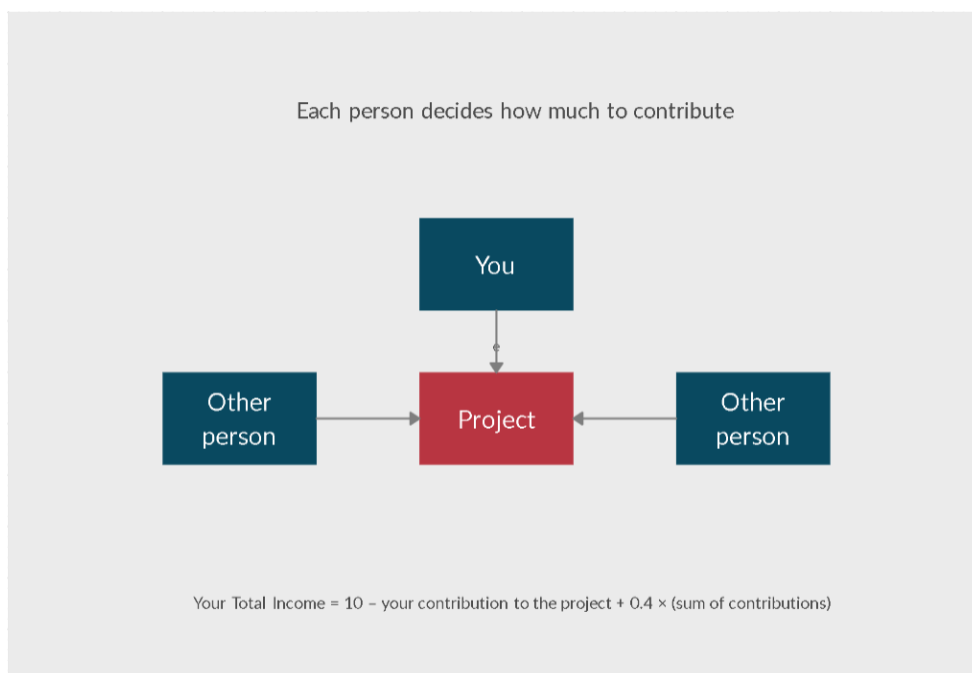 Each person decides how much to contribute
You
Other
person
Project
Other
person
Your Total Income = 10 – your contribution to the project + 0.4 × (sum of contributions)